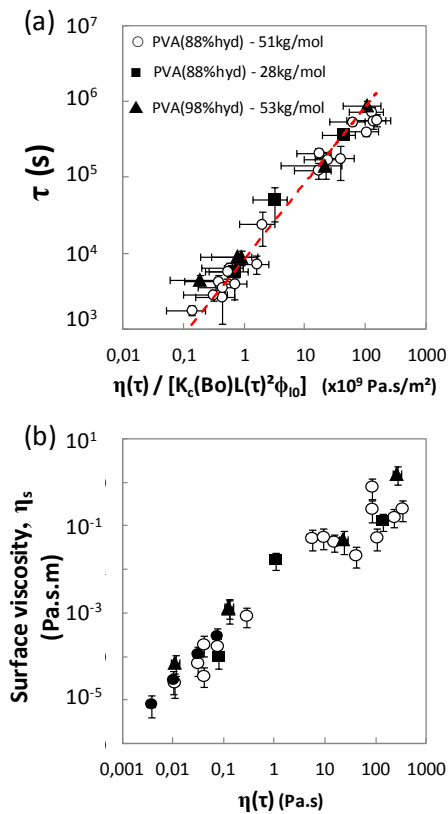 (a)
PVA(88%hyd) - 51kg/mol
PVA(88%hyd) - 28kg/mol
PVA(98%hyd) - 53kg/mol
τ (s)
10⁶
10⁵
10⁴
10³
0,01 0,1 1 10 100 1000
η(τ) / [K_c(Bo)L(τ)²ϕ_l0] (x10⁹ Pa.s/m²)
(b)
Surface viscosity, η_s
(Pa.s.m)
10¹
10⁻¹
10⁻³
10⁻⁵
0,001 0,01 0,1 1 10 100 1000
η(τ) (Pa.s)